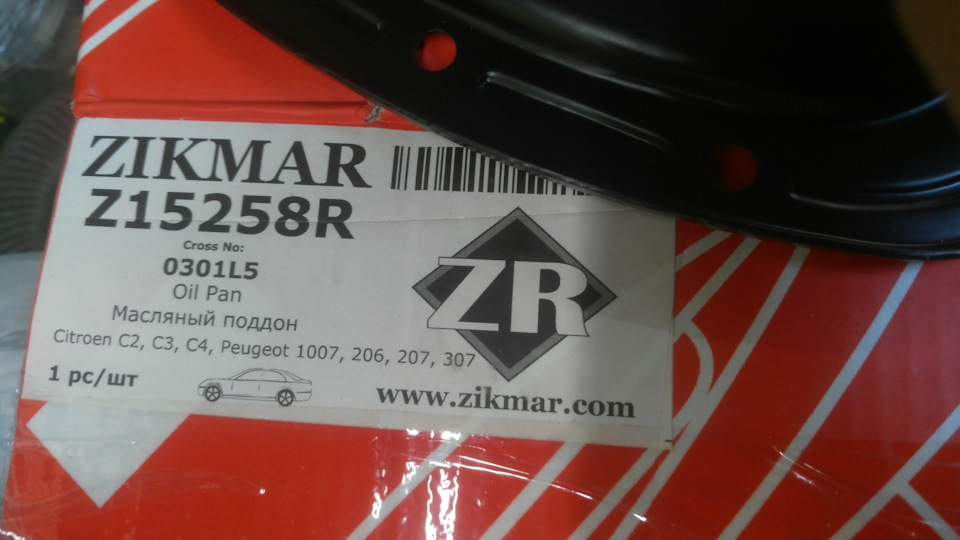 ZIKMAR
Z15258R
Cross No:
0301L5
Oil Pan
Масляный поддон
Citroen C2, C3, C4, Peugeot 1007, 206, 207, 307
1 pc/шт
ZR
www.zikmar.com